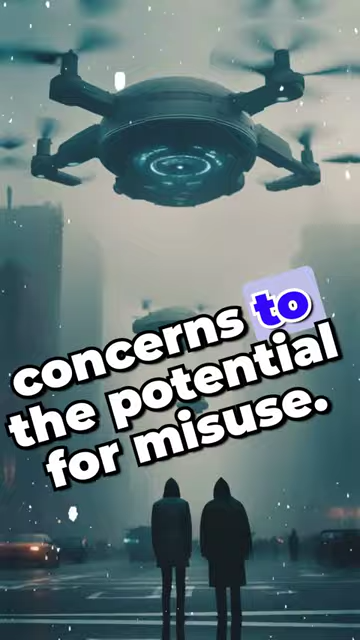 concerns to
the potential
for misuse.